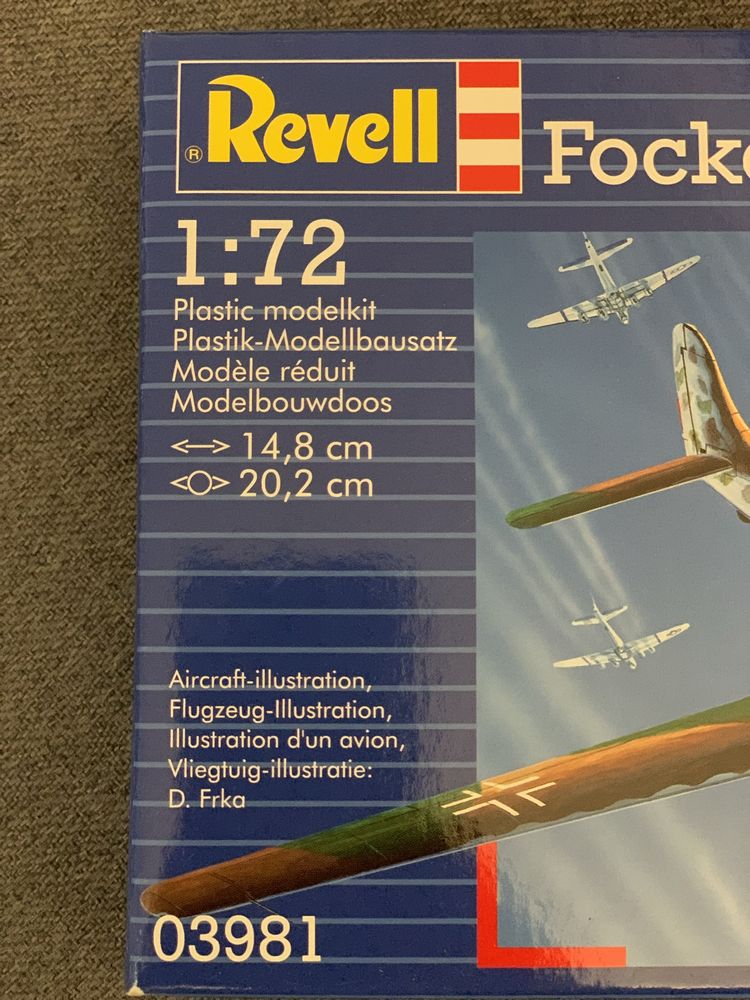 ® Revell
Focke
1:72
Plastic modelkit
Plastik-Modellbausatz
Modèle réduit
Modelbouwdoos
<—> 14,8 cm
<O> 20,2 cm
Aircraft-illustration,
Flugzeug-Illustration,
Illustration d'un avion,
Vliegtuig-illustratie:
D. Frka
03981